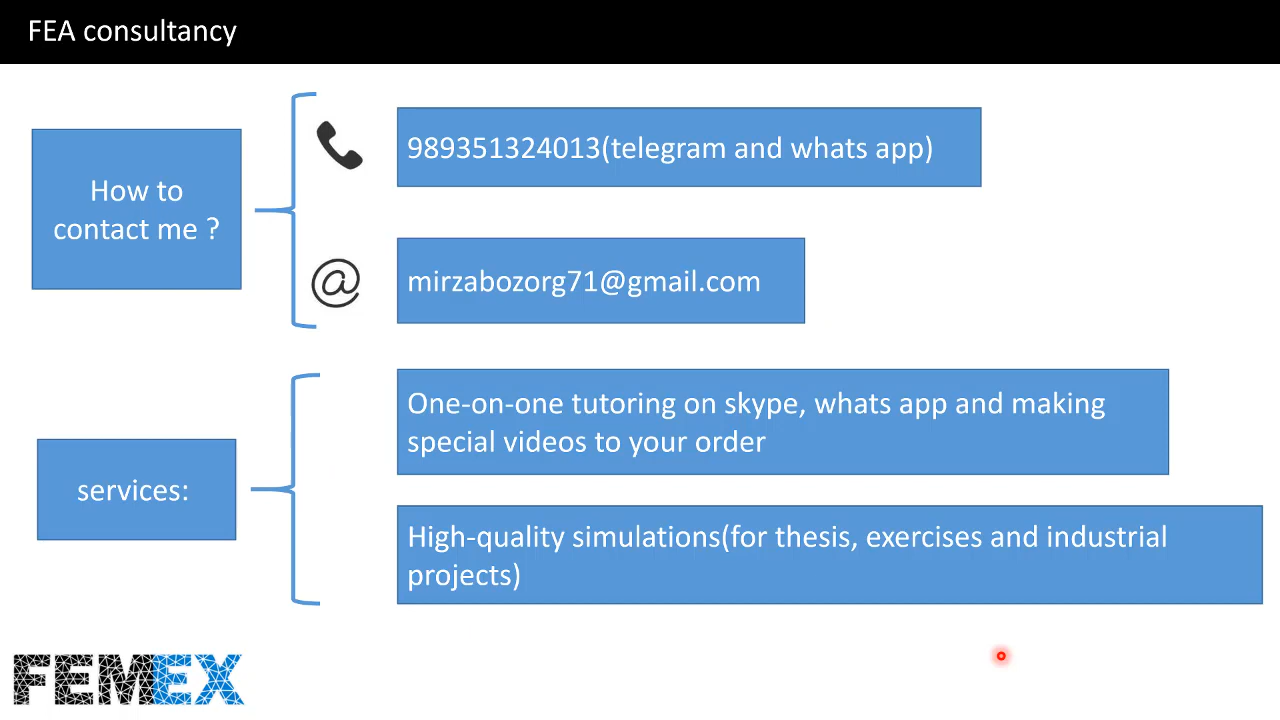 FEA consultancy
How to
contact me ?
989351324013(telegram and whats app)
@
mirzabozorg71@gmail.com
services:
One-on-one tutoring on skype, whats app and making
special videos to your order
High-quality simulations(for thesis, exercises and industrial
projects)
FEMEX